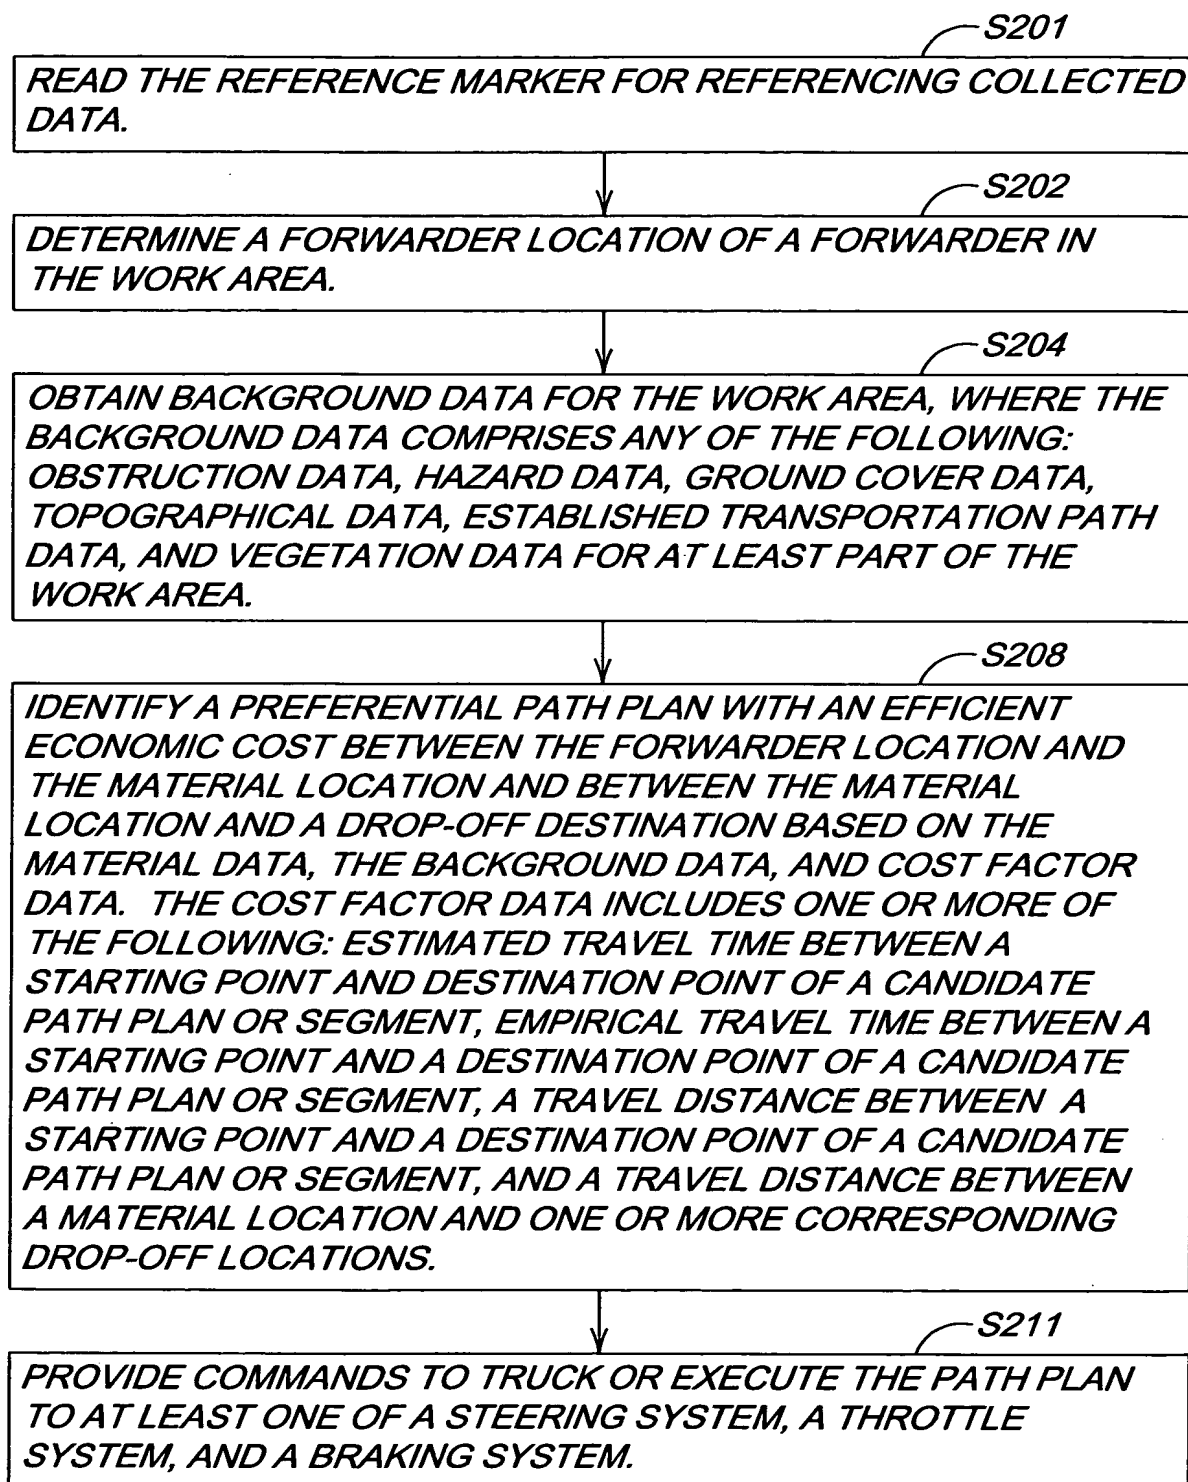 S201
READ THE REFERENCE MARKER FOR REFERENCING COLLECTED
DATA.
S202
DETERMINE A FORWARDER LOCATION OF A FORWARDER IN
THE WORK AREA.
S204
OBTAIN BACKGROUND DATA FOR THE WORK AREA, WHERE THE
BACKGROUND DATA COMPRISES ANY OF THE FOLLOWING:
OBSTRUCTION DATA, HAZARD DATA, GROUND COVER DATA,
TOPOGRAPHICAL DATA, ESTABLISHED TRANSPORTATION PATH
DATA, AND VEGETATION DATA FOR AT LEAST PART OF THE
WORK AREA.
S208
IDENTIFY A PREFERENTIAL PATH PLAN WITH AN EFFICIENT
ECONOMIC COST BETWEEN THE FORWARDER LOCATION AND
THE MATERIAL LOCATION AND BETWEEN THE MATERIAL
LOCATION AND A DROP-OFF DESTINATION BASED ON THE
MATERIAL DATA, THE BACKGROUND DATA, AND COST FACTOR
DATA. THE COST FACTOR DATA INCLUDES ONE OR MORE OF
THE FOLLOWING: ESTIMATED TRAVEL TIME BETWEEN A
STARTING POINT AND DESTINATION POINT OF A CANDIDATE
PATH PLAN OR SEGMENT, EMPIRICAL TRAVEL TIME BETWEEN A
STARTING POINT AND A DESTINATION POINT OF A CANDIDATE
PATH PLAN OR SEGMENT, A TRAVEL DISTANCE BETWEEN A
STARTING POINT AND A DESTINATION POINT OF A CANDIDATE
PATH PLAN OR SEGMENT, AND A TRAVEL DISTANCE BETWEEN
A MATERIAL LOCATION AND ONE OR MORE CORRESPONDING
DROP-OFF LOCATIONS.
S211
PROVIDE COMMANDS TO TRUCK OR EXECUTE THE PATH PLAN
TO AT LEAST ONE OF A STEERING SYSTEM, A THROTTLE
SYSTEM, AND A BRAKING SYSTEM.